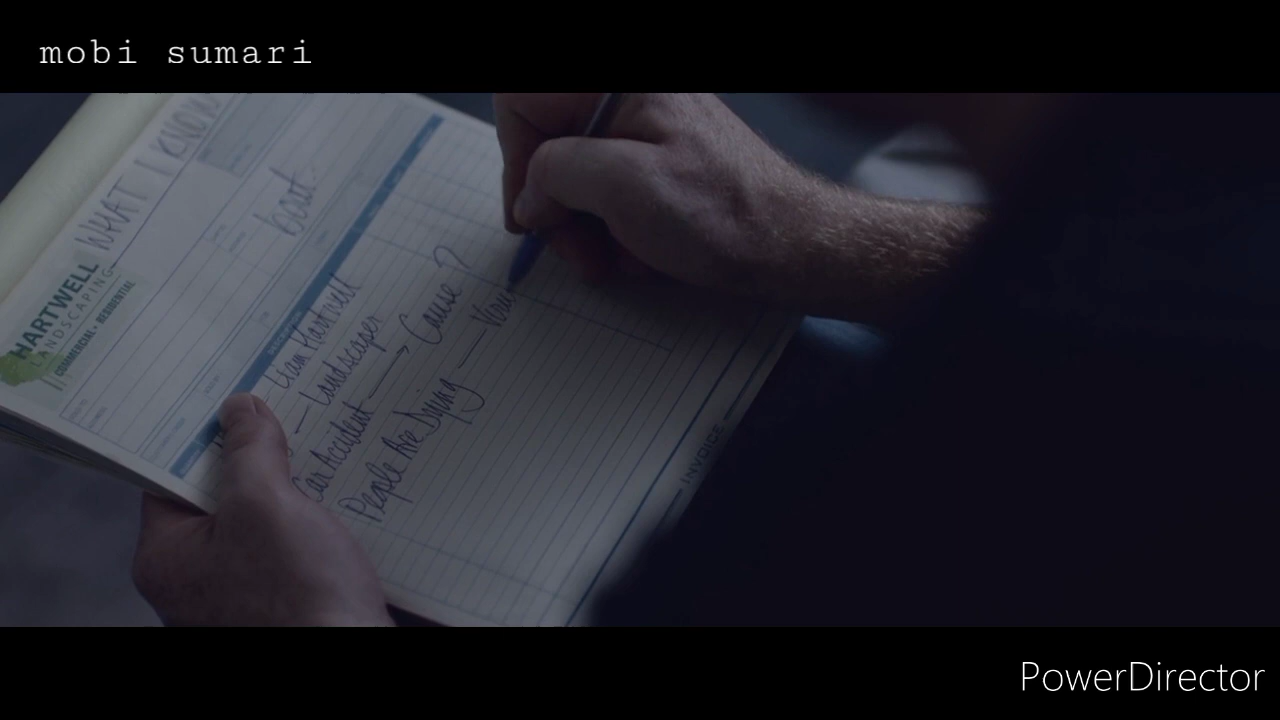 mobi sumari
WHAT I KNOW
HARTWELL
LANDSCAPING
COMMERCIAL • RESIDENTIAL
boat
DESCRIPTION
Liam Hartwell
— Landscaper
Car Accident → Cause?
People Are Dying —
INVOICE
PowerDirector